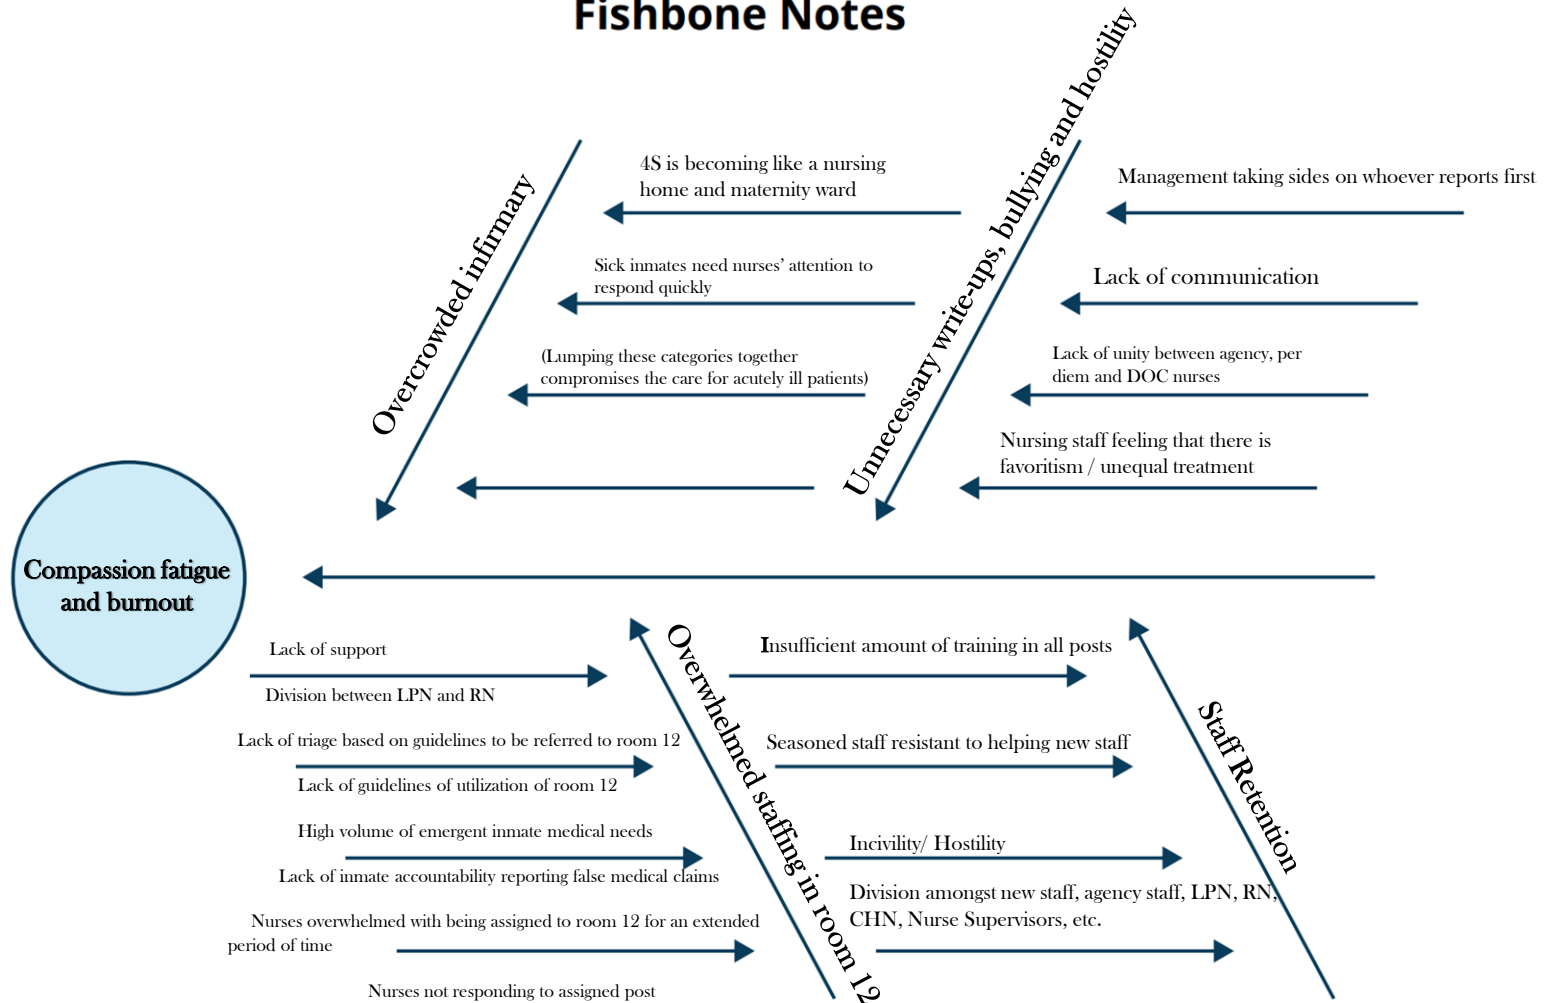 Fishbone Notes
Overcrowded infirmary
4S is becoming like a nursing
home and maternity ward
Sick inmates need nurses’ attention to
respond quickly
(Lumping these categories together
compromises the care for acutely ill patients)
Unnecessary write-ups, bullying and hostility
Management taking sides on whoever reports first
Lack of communication
Lack of unity between agency, per
diem and DOC nurses
Nursing staff feeling that there is
favoritism / unequal treatment
Compassion fatigue
and burnout
Lack of support
Division between LPN and RN
Lack of triage based on guidelines to be referred to room 12
Lack of guidelines of utilization of room 12
High volume of emergent inmate medical needs
Lack of inmate accountability reporting false medical claims
Nurses overwhelmed with being assigned to room 12 for an extended
period of time
Nurses not responding to assigned post
Overwhelmed staffing in room 12
Insufficient amount of training in all posts
Seasoned staff resistant to helping new staff
Incivility/ Hostility
Division amongst new staff, agency staff, LPN, RN,
CHN, Nurse Supervisors, etc.
Staff Retention